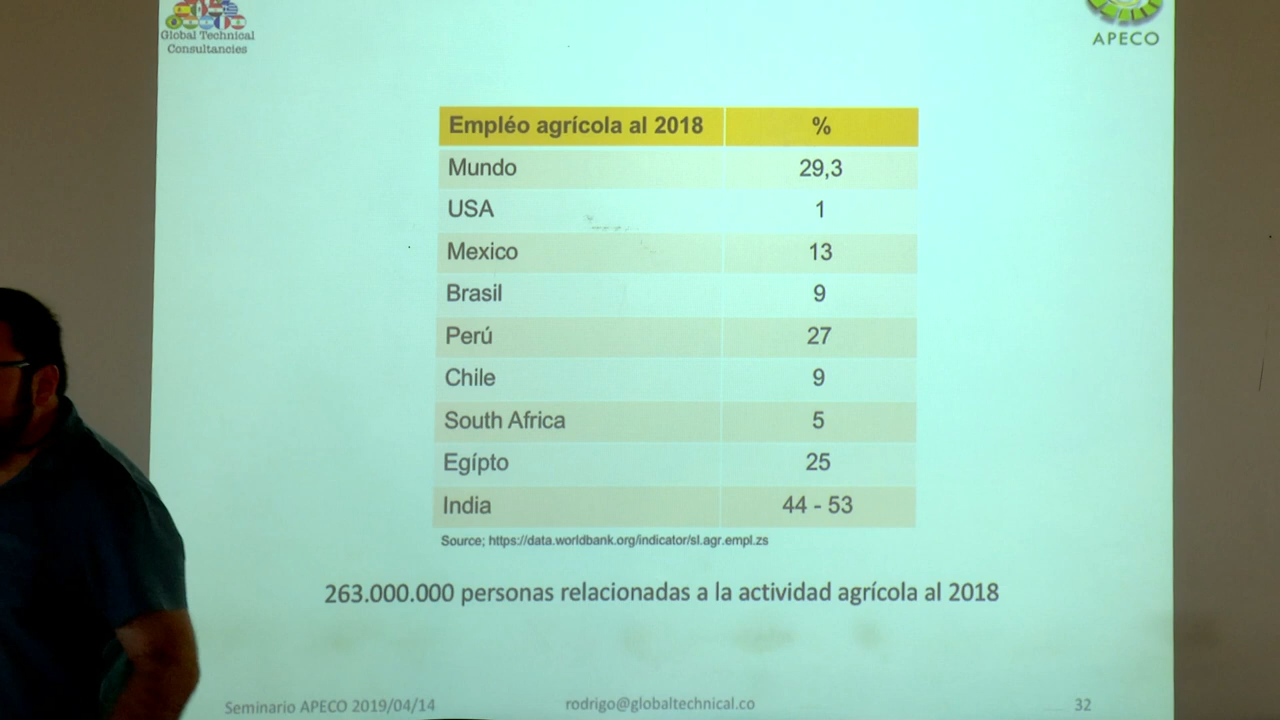 Global Technical
Consultancies
APECO
Empléo agrícola al 2018 %
Mundo 29,3
USA 1
Mexico 13
Brasil 9
Perú 27
Chile 9
South Africa 5
Egípto 25
India 44 - 53
Source; https://data.worldbank.org/indicator/sl.agr.empl.zs
263.000.000 personas relacionadas a la actividad agrícola al 2018
Seminario APECO 2019/04/14 rodrigo@globaltechnical.co 32